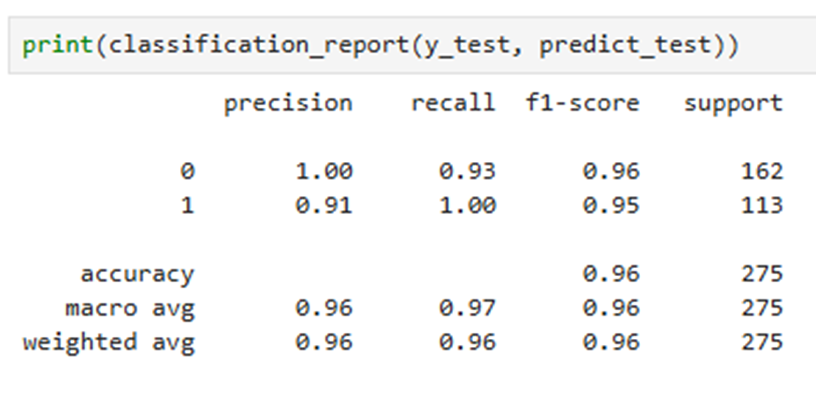 print(classification_report(y_test, predict_test))
precision recall f1-score support
0 1.00 0.93 0.96 162
1 0.91 1.00 0.95 113
accuracy 0.96 275
macro avg 0.96 0.97 0.96 275
weighted avg 0.96 0.96 0.96 275